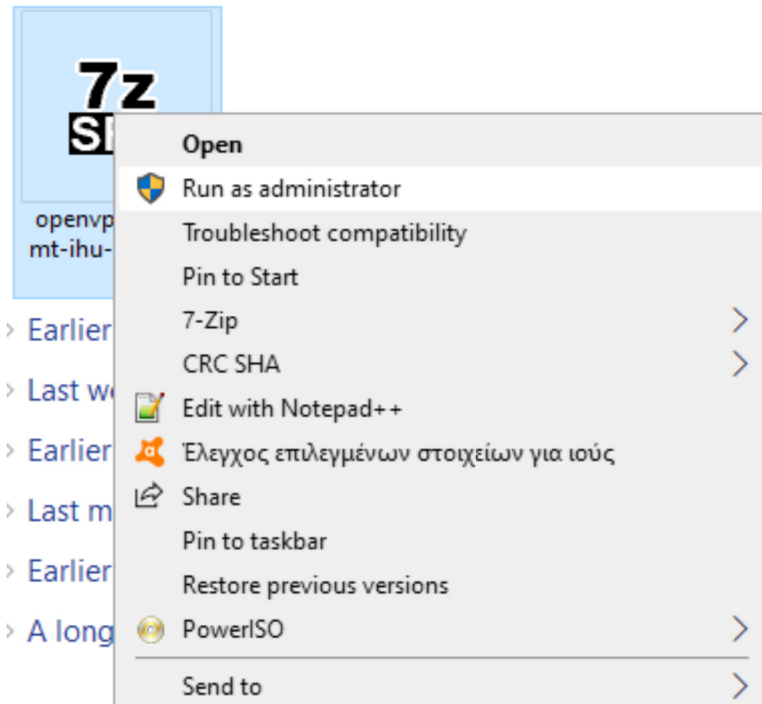 7z
openvp
mt-ihu-
Open
Run as administrator
Troubleshoot compatibility
Pin to Start
7-Zip
CRC SHA
Edit with Notepad++
Έλεγχος επιλεγμένων στοιχείων για ιούς
Share
Pin to taskbar
Restore previous versions
PowerISO
Send to
Earlier
Last
Earlier
Last
Earlier
A long